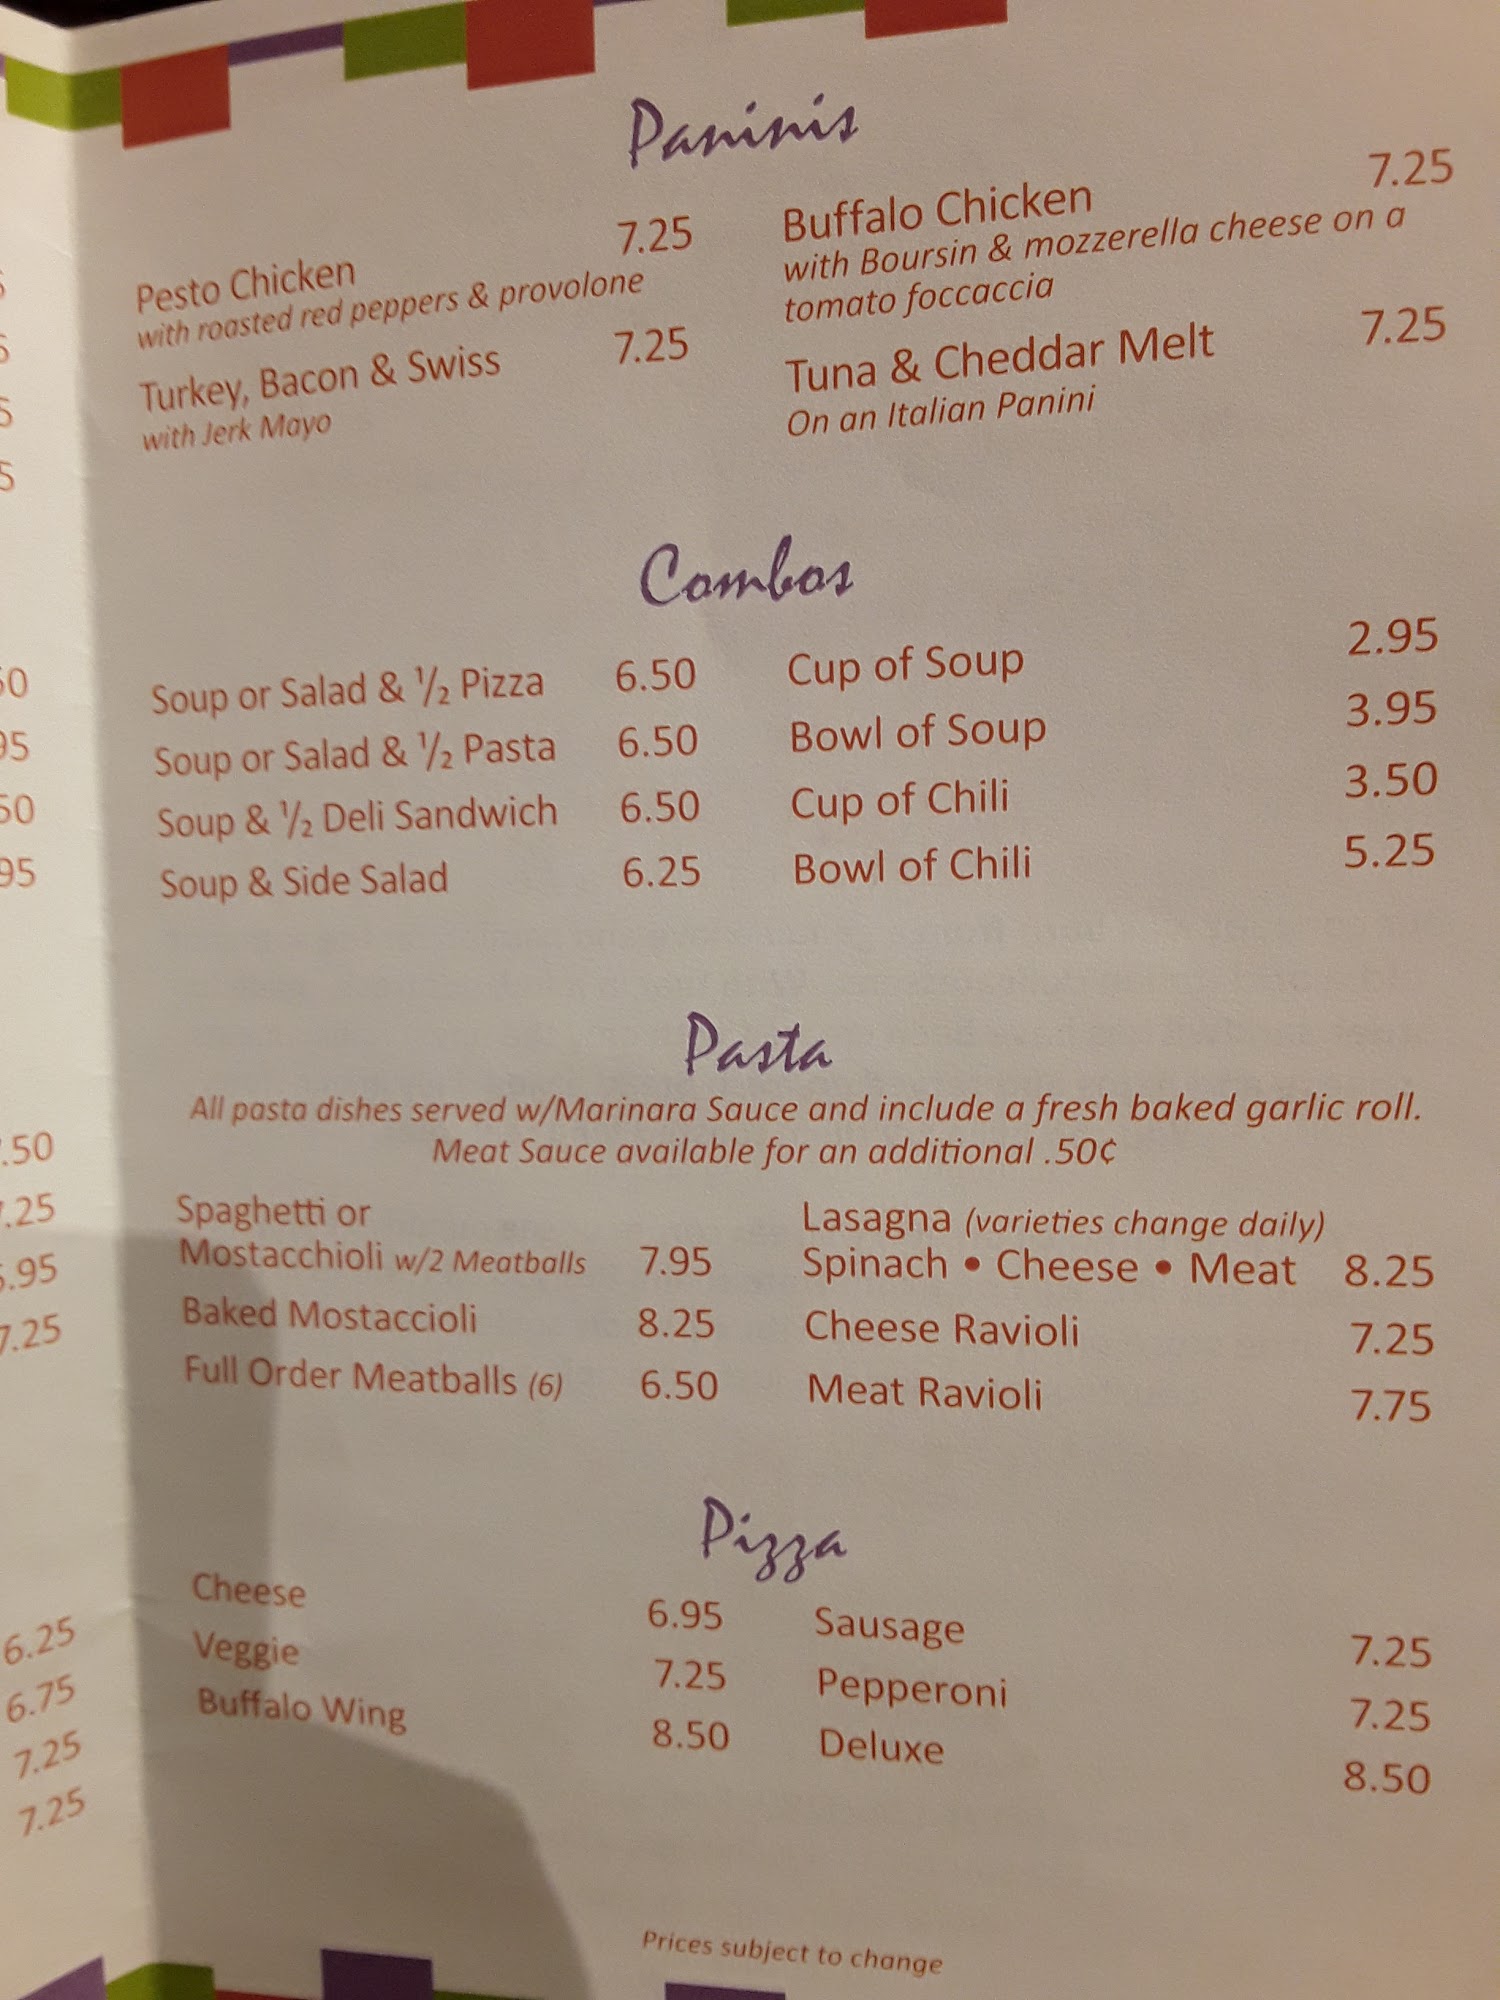 Paninis
Pesto Chicken 7.25
with roasted red peppers & provolone
Turkey, Bacon & Swiss 7.25
with Jerk Mayo
Buffalo Chicken 7.25
with Boursin & mozzerella cheese on a
tomato foccaccia
Tuna & Cheddar Melt 7.25
On an Italian Panini
Combos
Soup or Salad & ½ Pizza 6.50
Soup or Salad & ½ Pasta 6.50
Soup & ½ Deli Sandwich 6.50
Soup & Side Salad 6.25
Cup of Soup 2.95
Bowl of Soup 3.95
Cup of Chili 3.50
Bowl of Chili 5.25
Pasta
All pasta dishes served w/Marinara Sauce and include a fresh baked garlic roll.
Meat Sauce available for an additional .50¢
Spaghetti or
Mostacchioli w/2 Meatballs 7.95
Baked Mostaccioli 8.25
Full Order Meatballs (6) 6.50
Lasagna (varieties change daily)
Spinach • Cheese • Meat 8.25
Cheese Ravioli 7.25
Meat Ravioli 7.75
Pizza
Cheese 6.95
Veggie 7.25
Buffalo Wing 8.50
Sausage 7.25
Pepperoni 7.25
Deluxe 8.50
Prices subject to change
6.25
6.75
7.25
7.25